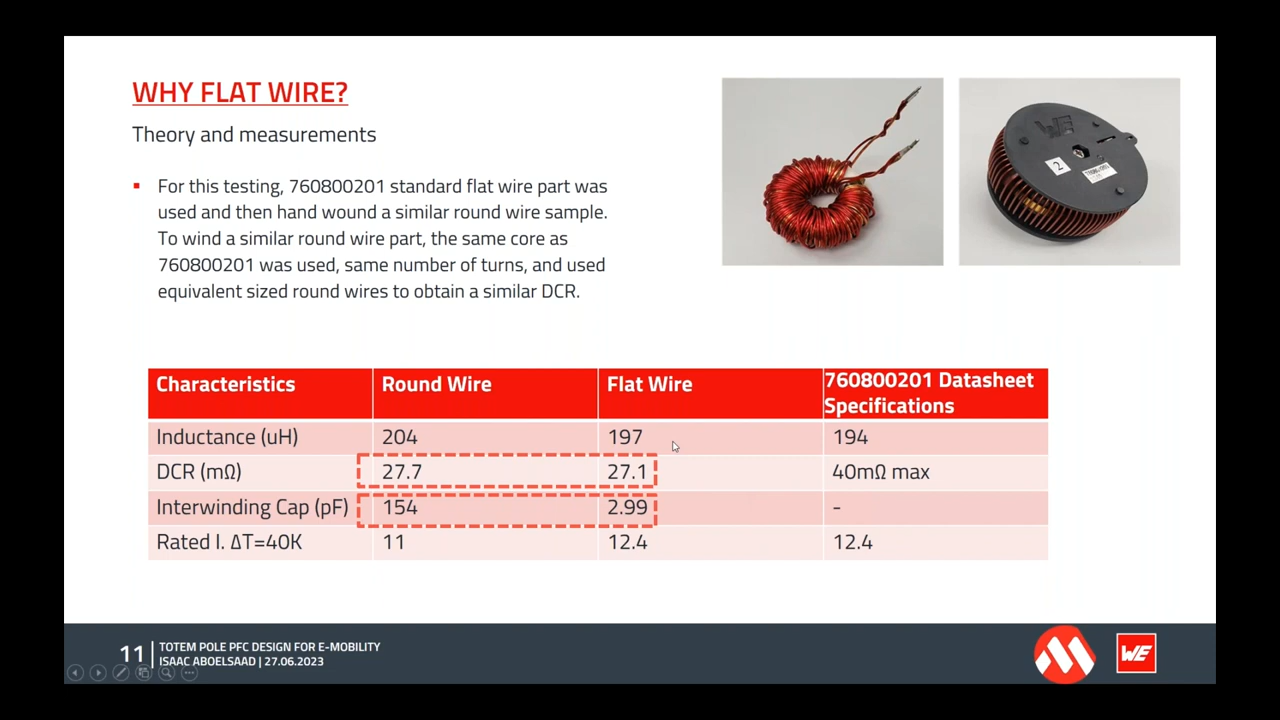 WHY FLAT WIRE?
Theory and measurements
▪ For this testing, 760800201 standard flat wire part was
used and then hand wound a similar round wire sample.
To wind a similar round wire part, the same core as
760800201 was used, same number of turns, and used
equivalent sized round wires to obtain a similar DCR.
WE
2
Characteristics Round Wire Flat Wire 760800201 Datasheet
Specifications
Inductance (uH) 204 197 194
DCR (mΩ) 27.7 27.1 40mΩ max
Interwinding Cap (pF) 154 2.99 -
Rated I. ΔT=40K 11 12.4 12.4
11 TOTEM POLE PFC DESIGN FOR E-MOBILITY
ISAAC ABOELSAAD | 27.06.2023
WE